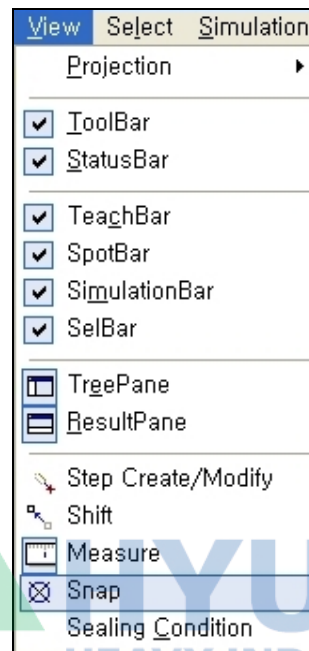 View Select Simulation
Projection
ToolBar
StatusBar
TeachBar
SpotBar
SimulationBar
SelBar
TreePane
ResultPane
Step Create/Modify
Shift
Measure
Snap
Sealing Condition